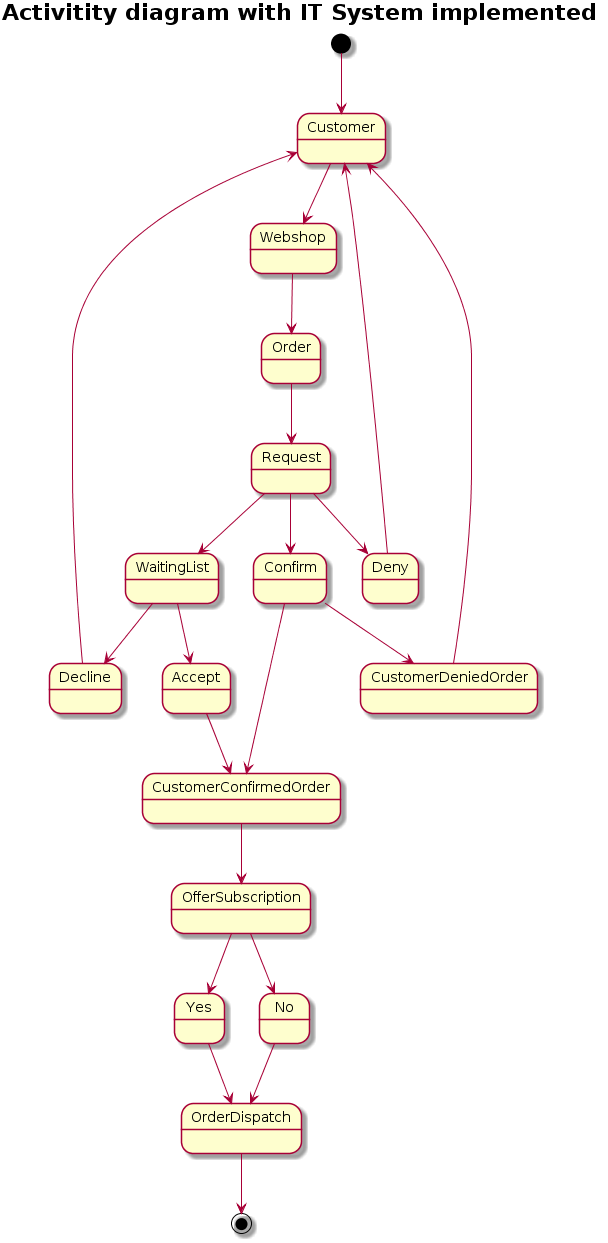 Activitity diagram with IT System implemented
Customer
Webshop
Order
Request
WaitingList
Confirm
Deny
Decline
Accept
CustomerDeniedOrder
CustomerConfirmedOrder
OfferSubscription
Yes
No
OrderDispatch